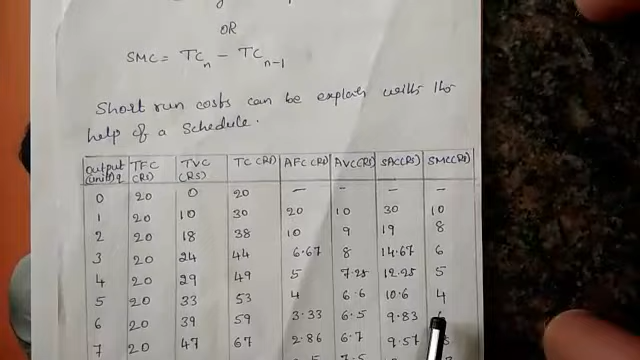 OR
SMC = TCn - TCn-1
Short run costs can be explain with the
help of a Schedule.
output (units) q TFC (RS) TVC (RS) TC (RS) AFC (RS) AVC (RS) SAC (RS) SMC (RS)
0 20 0 20 - - - -
1 20 10 30 20 10 30 10
2 20 18 38 10 9 19 8
3 20 24 44 6.67 8 14.67 6
4 20 29 49 5 7.25 12.25 5
5 20 33 53 4 6.6 10.6 4
6 20 39 59 3.33 6.5 9.83
7 20 47 67 2.86 6.7 9.57